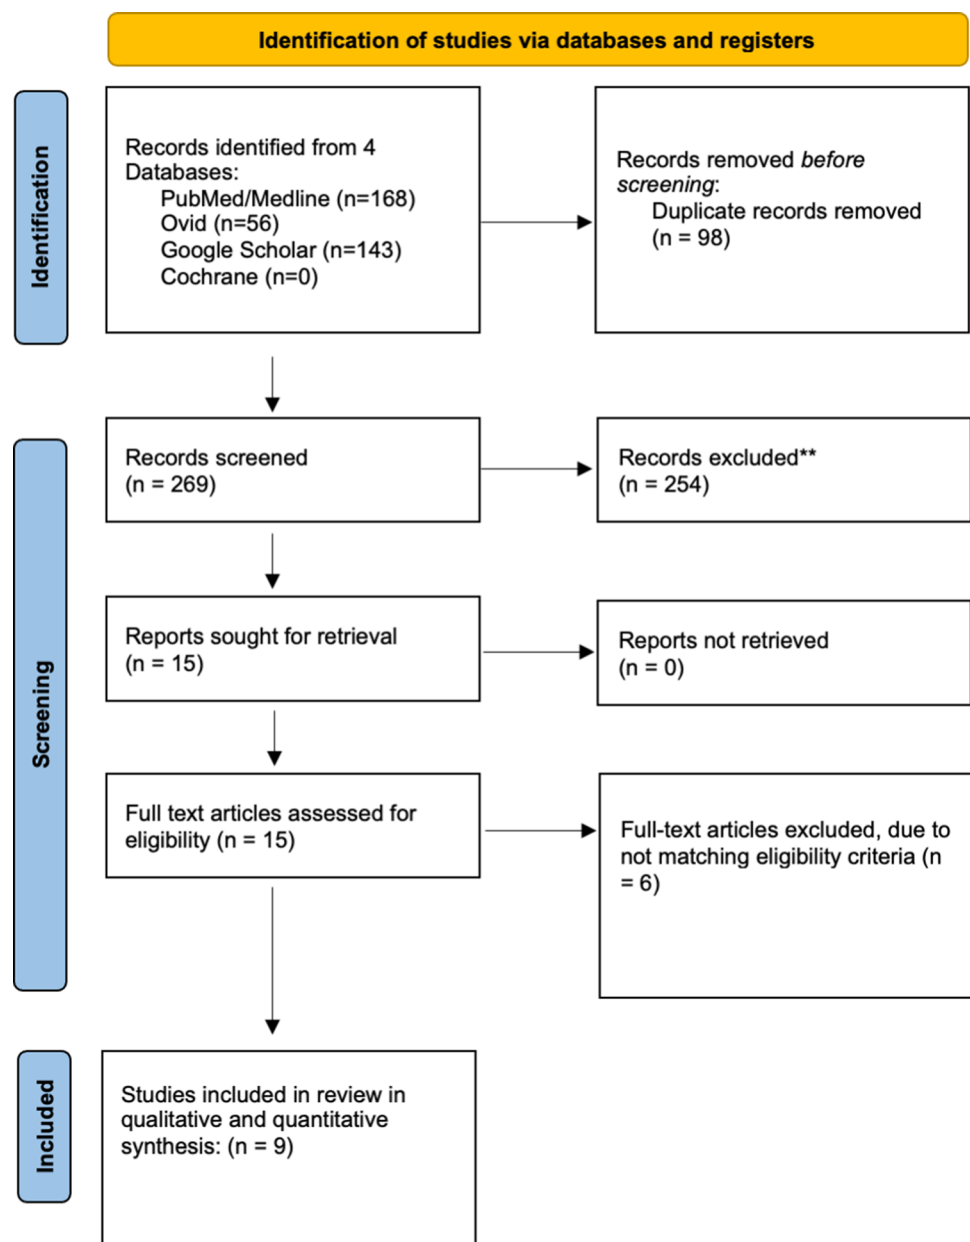 Identification of studies via databases and registers
Identification
Records identified from 4
Databases:
PubMed/Medline (n=168)
Ovid (n=56)
Google Scholar (n=143)
Cochrane (n=0)
Records removed before
screening:
Duplicate records removed
(n = 98)
Screening
Records screened
(n = 269)
Records excluded**
(n = 254)
Reports sought for retrieval
(n = 15)
Reports not retrieved
(n = 0)
Full text articles assessed for
eligibility (n = 15)
Full-text articles excluded, due to
not matching eligibility criteria (n
= 6)
Included
Studies included in review in
qualitative and quantitative
synthesis: (n = 9)